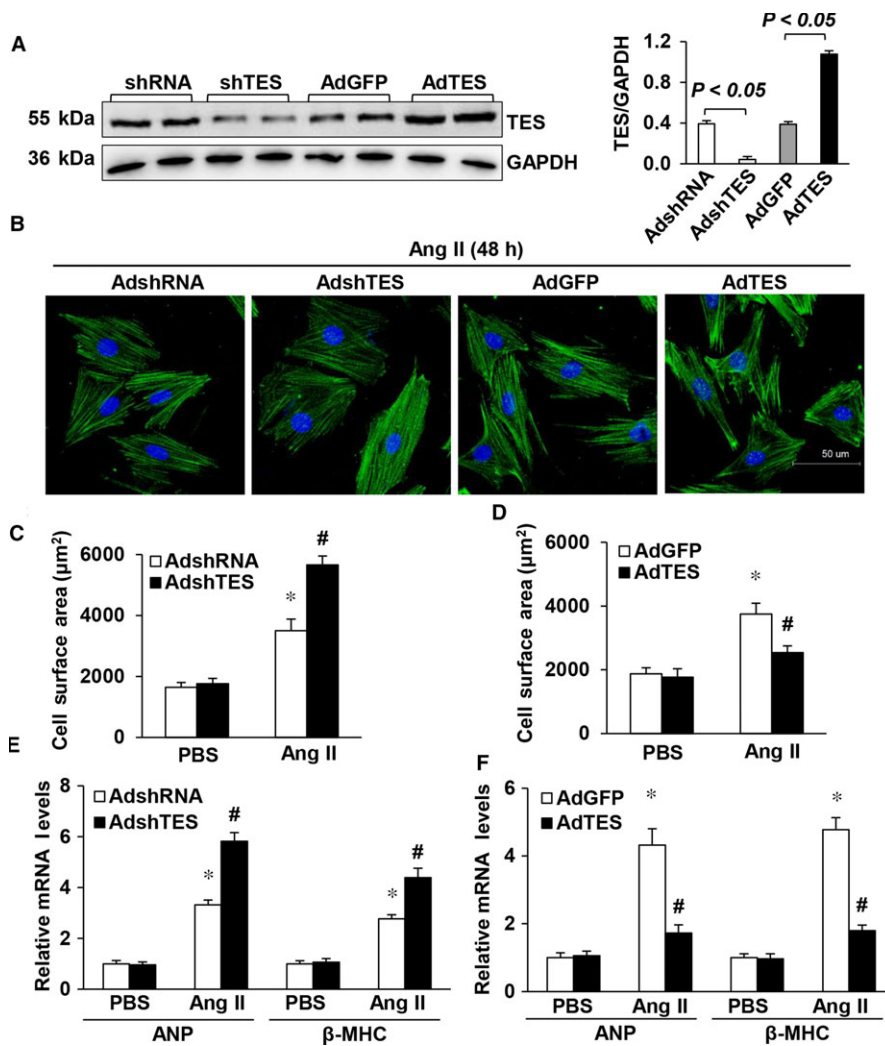 A
shRNA shTES AdGFP AdTES
55 kDa
TES
36 kDa
GAPDH
P < 0.05
P < 0.05
TES/GAPDH
1.2
0.8
0.4
0.0
AdshRNA
AdshTES
AdGFP
AdTES
B
Ang II (48 h)
AdshRNA AdshTES AdGFP AdTES
50 um
C
Cell surface area (µm²)
6000
4000
2000
0
AdshRNA
AdshTES
*
#
PBS Ang II
D
Cell surface area (µm²)
6000
4000
2000
0
AdGFP
AdTES
*
#
PBS Ang II
E
Relative mRNA levels
8
6
4
2
0
AdshRNA
AdshTES
*
#
*
#
PBS Ang II PBS Ang II
ANP β-MHC
F
Relative mRNA levels
6
4
2
0
AdGFP
AdTES
*
#
*
#
PBS Ang II PBS Ang II
ANP β-MHC